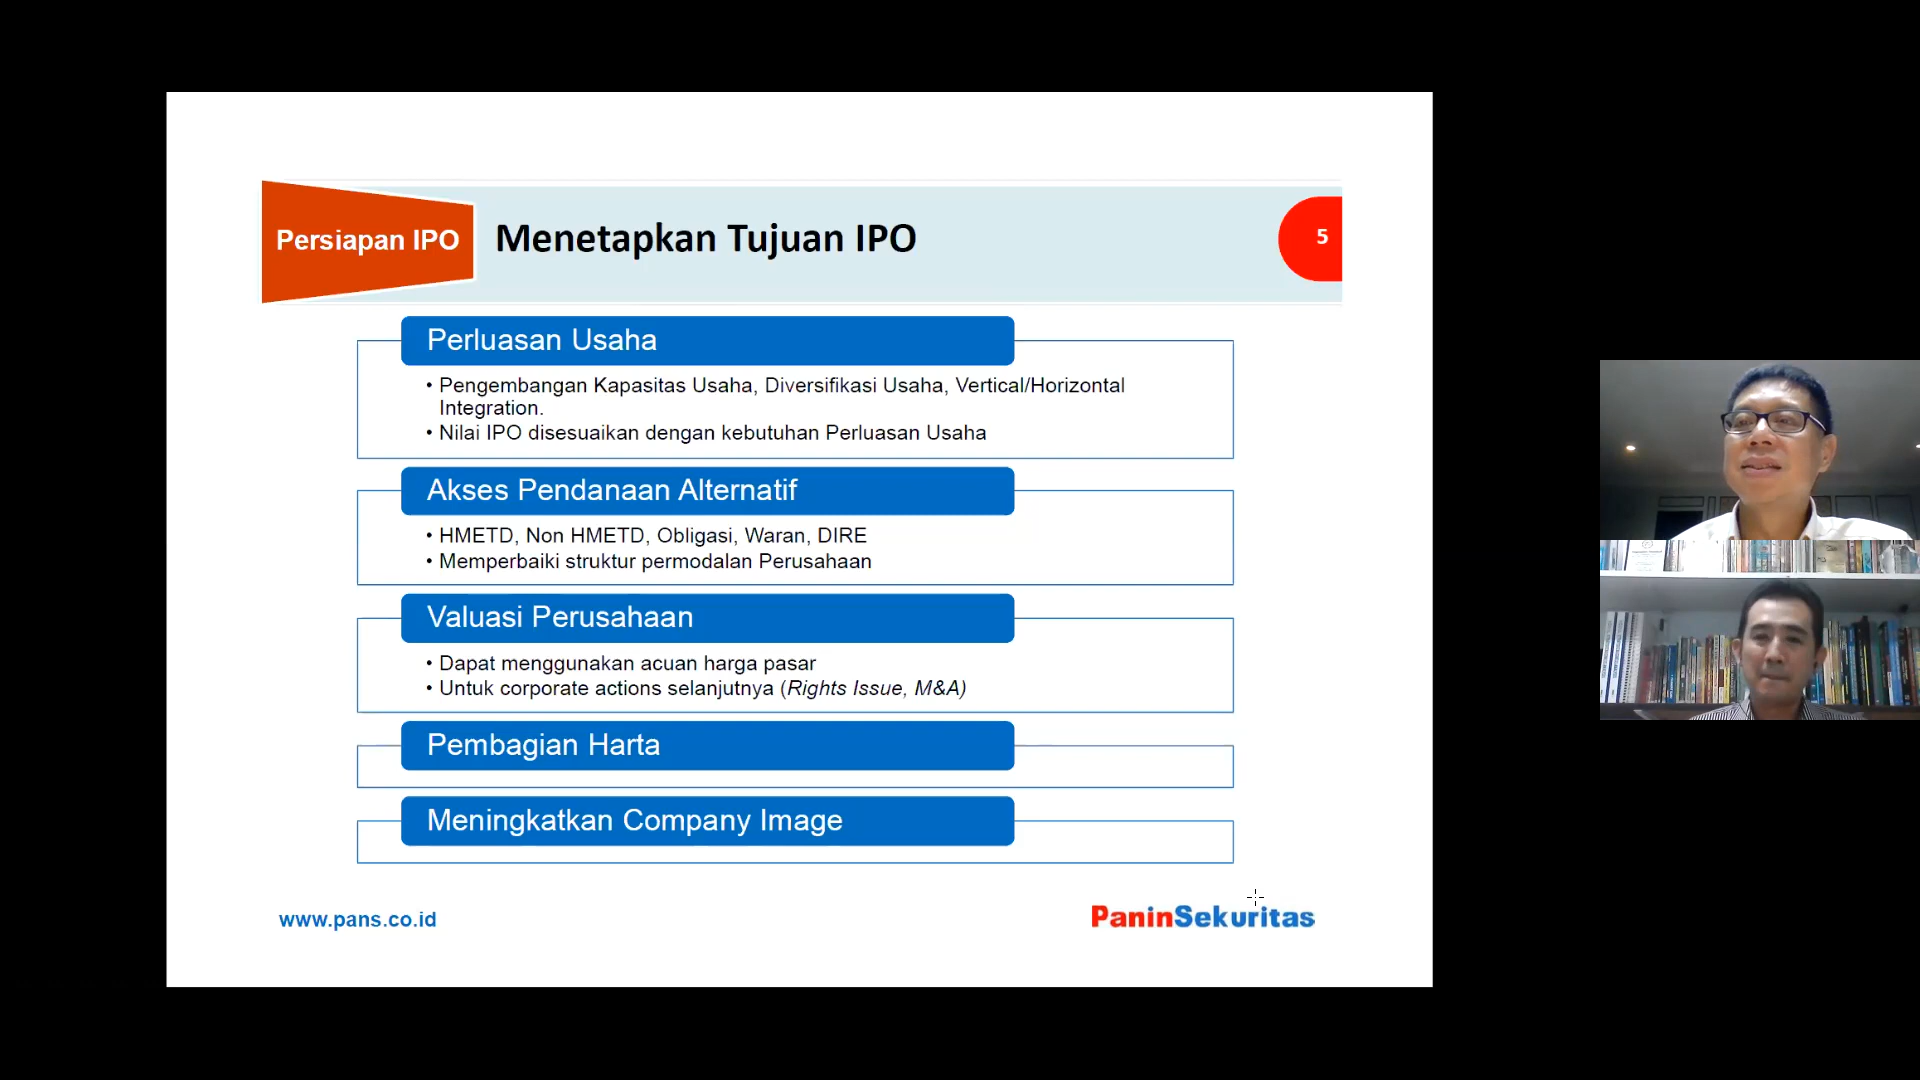 Persiapan IPO
Menetapkan Tujuan IPO
5
Perluasan Usaha
• Pengembangan Kapasitas Usaha, Diversifikasi Usaha, Vertical/Horizontal
Integration.
• Nilai IPO disesuaikan dengan kebutuhan Perluasan Usaha
Akses Pendanaan Alternatif
• HMETD, Non HMETD, Obligasi, Waran, DIRE
• Memperbaiki struktur permodalan Perusahaan
Valuasi Perusahaan
• Dapat menggunakan acuan harga pasar
• Untuk corporate actions selanjutnya (Rights Issue, M&A)
Pembagian Harta
Meningkatkan Company Image
www.pans.co.id
PaninSekuritas